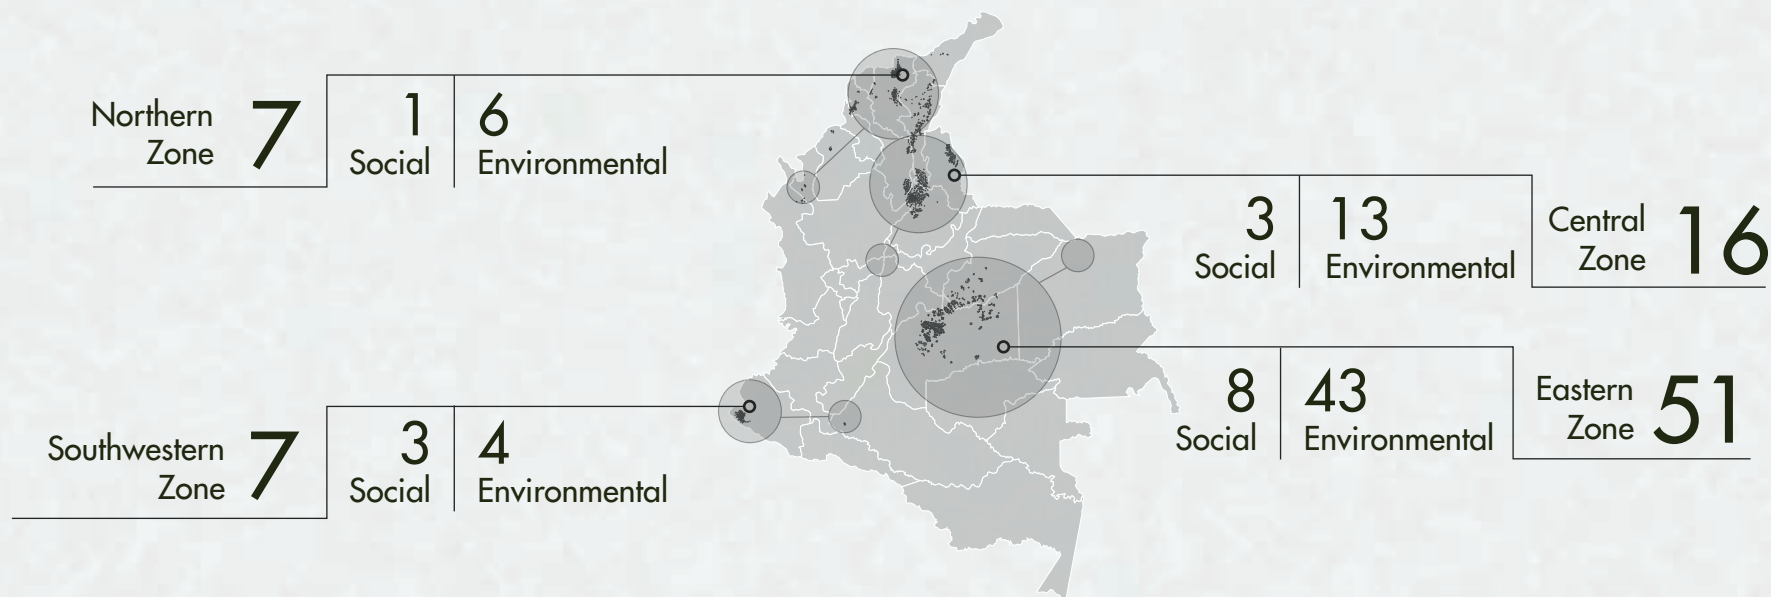 Northern
Zone
7
1
Social
6
Environmental
3
Social
13
Environmental
Central
Zone
16
Southwestern
Zone
7
3
Social
4
Environmental
8
Social
43
Environmental
Eastern
Zone
51